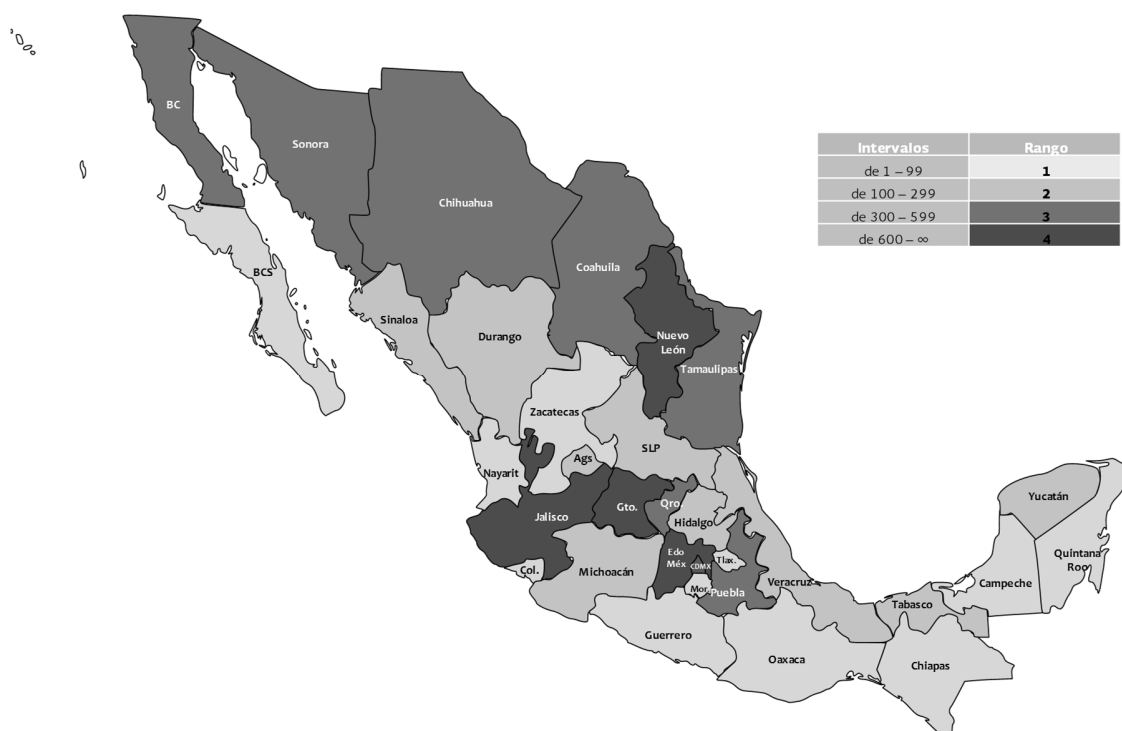 BC
Sonora
Chihuahua
Intervalos Rango
de 1 – 99 1
de 100 – 299 2
de 300 – 599 3
de 600 – ∞ 4
BCS
Coahuila
Sinaloa
Durango
Nuevo
León
Tamaulipas
Zacatecas
SLP
Ags
Nayarit
Yucatán
Jalisco
Gto.
Qro.
Hidalgo
Edo
Méx
CDMX
Tlax.
Quintana
Roo
Col.
Michoacán
Mor.
Puebla
Veracruz
Campeche
Tabasco
Guerrero
Oaxaca
Chiapas